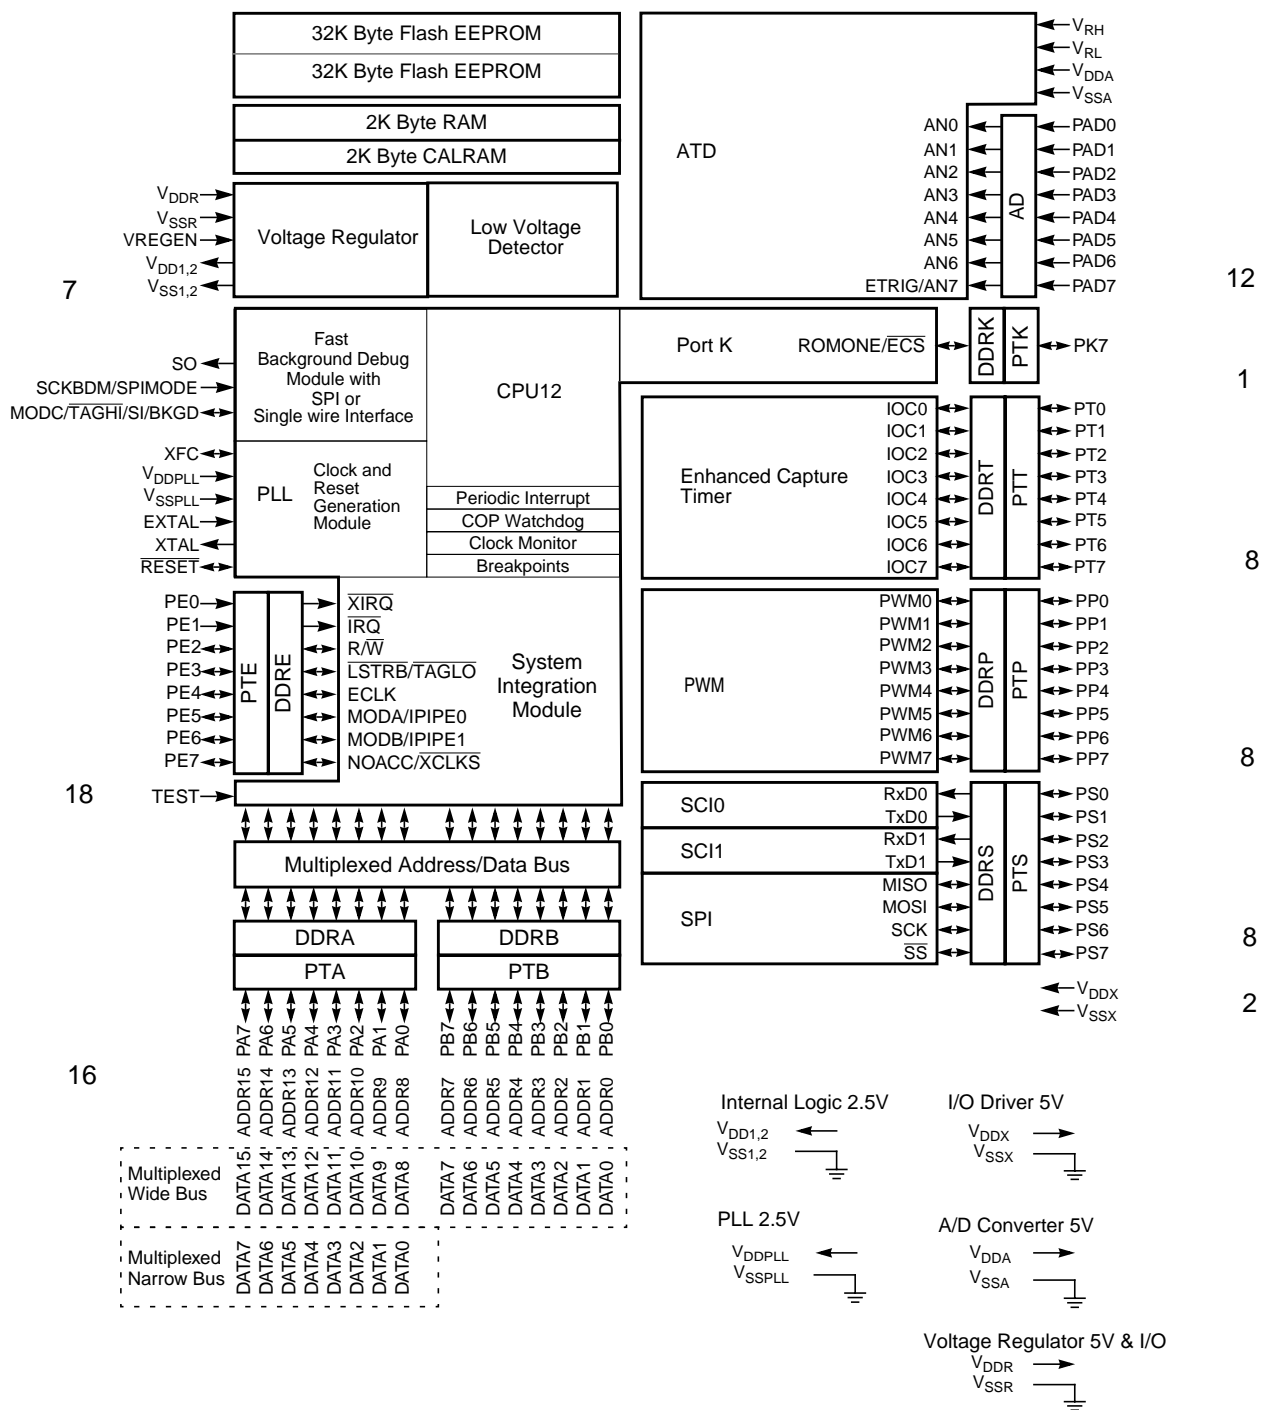 32K Byte Flash EEPROM
32K Byte Flash EEPROM
2K Byte RAM
2K Byte CALRAM
VDDR
VSSR
VREGEN
VDD1,2
VSS1,2
Voltage Regulator
Low Voltage
Detector
7
ATD
VRH
VRL
VDDA
VSSA
AN0
AN1
AN2
AN3
AN4
AN5
AN6
ETRIG/AN7
AD
PAD0
PAD1
PAD2
PAD3
PAD4
PAD5
PAD6
PAD7
12
SO
SCKBDM/SPIMODE
MODC/TAGHI/SI/BKGD
Fast
Background Debug
Module with
SPI or
Single wire Interface
CPU12
Port K
ROMONE/ECS
DDRK
PTK
PK7
1
XFC
VDDPLL
VSSPLL
EXTAL
XTAL
RESET
PLL
Clock and
Reset
Generation
Module
Periodic Interrupt
COP Watchdog
Clock Monitor
Breakpoints
Enhanced Capture
Timer
IOC0
IOC1
IOC2
IOC3
IOC4
IOC5
IOC6
IOC7
DDRT
PTT
PT0
PT1
PT2
PT3
PT4
PT5
PT6
PT7
8
PE0
PE1
PE2
PE3
PE4
PE5
PE6
PE7
PTE
DDRE
XIRQ
IRQ
R/W
LSTRB/TAGLO
ECLK
MODA/IPIPE0
MODB/IPIPE1
NOACC/XCLKS
System
Integration
Module
18
TEST
PWM
PWM0
PWM1
PWM2
PWM3
PWM4
PWM5
PWM6
PWM7
DDRP
PTP
PP0
PP1
PP2
PP3
PP4
PP5
PP6
PP7
8
SCI0
SCI1
SPI
RxD0
TxD0
RxD1
TxD1
MISO
MOSI
SCK
SS
DDRS
PTS
PS0
PS1
PS2
PS3
PS4
PS5
PS6
PS7
8
VDDX
VSSX
2
Multiplexed Address/Data Bus
DDRA
DDRB
PTA
PTB
PA7
PA6
PA5
PA4
PA3
PA2
PA1
PA0
PB7
PB6
PB5
PB4
PB3
PB2
PB1
PB0
16
ADDR15
ADDR14
ADDR13
ADDR12
ADDR11
ADDR10
ADDR9
ADDR8
ADDR7
ADDR6
ADDR5
ADDR4
ADDR3
ADDR2
ADDR1
ADDR0
Multiplexed
Wide Bus
DATA15
DATA14
DATA13
DATA12
DATA11
DATA10
DATA9
DATA8
DATA7
DATA6
DATA5
DATA4
DATA3
DATA2
DATA1
DATA0
Multiplexed
Narrow Bus
DATA7
DATA6
DATA5
DATA4
DATA3
DATA2
DATA1
DATA0
Internal Logic 2.5V
VDD1,2
VSS1,2
I/O Driver 5V
VDDX
VSSX
PLL 2.5V
VDDPLL
VSSPLL
A/D Converter 5V
VDDA
VSSA
Voltage Regulator 5V & I/O
VDDR
VSSR